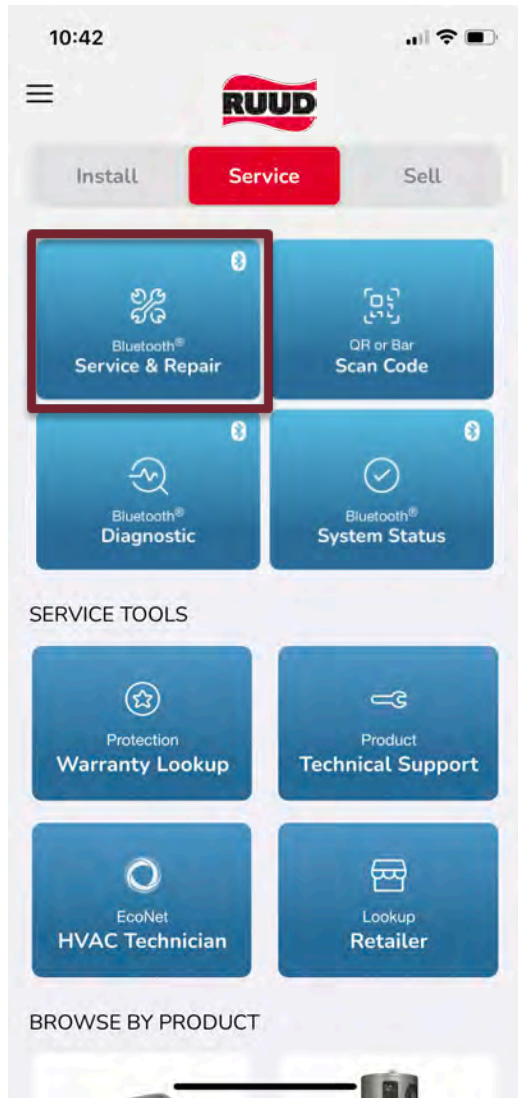 10:42
RUUD
Install
Service
Sell
Bluetooth®
Service & Repair
QR or Bar
Scan Code
Bluetooth®
Diagnostic
Bluetooth®
System Status
SERVICE TOOLS
Protection
Warranty Lookup
Product
Technical Support
EcoNet
HVAC Technician
Lookup
Retailer
BROWSE BY PRODUCT